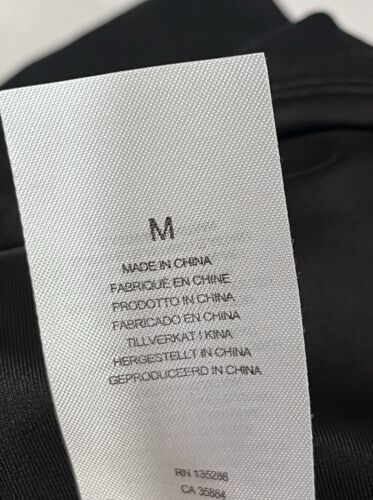 M
MADE IN CHINA
FABRIQUÉ EN CHINE
PRODOTTO IN CHINA
FABRICADO EN CHINA
TILLVERKAT I KINA
HERGESTELLT IN CHINA
GEPRODUCEERD IN CHINA
RN 135286
CA 35884